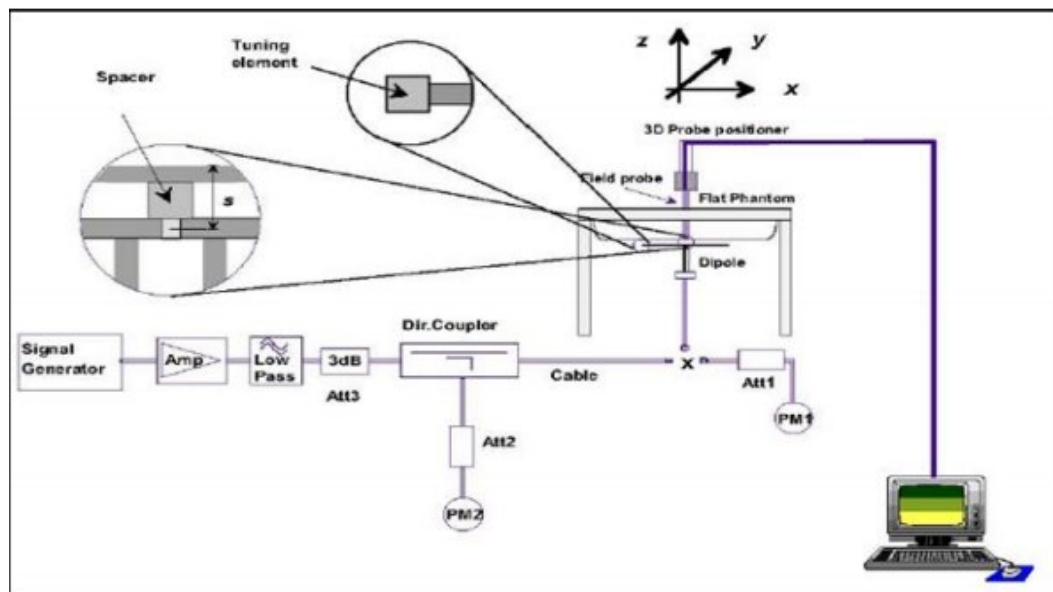 Tuning
element
Spacer
s
z
y
x
3D Probe positioner
Field probe
Flat Phantom
Dipole
Dir.Coupler
Signal
Generator
Amp
Low
Pass
3dB
Att3
Cable
x
Att1
PM1
Att2
PM2